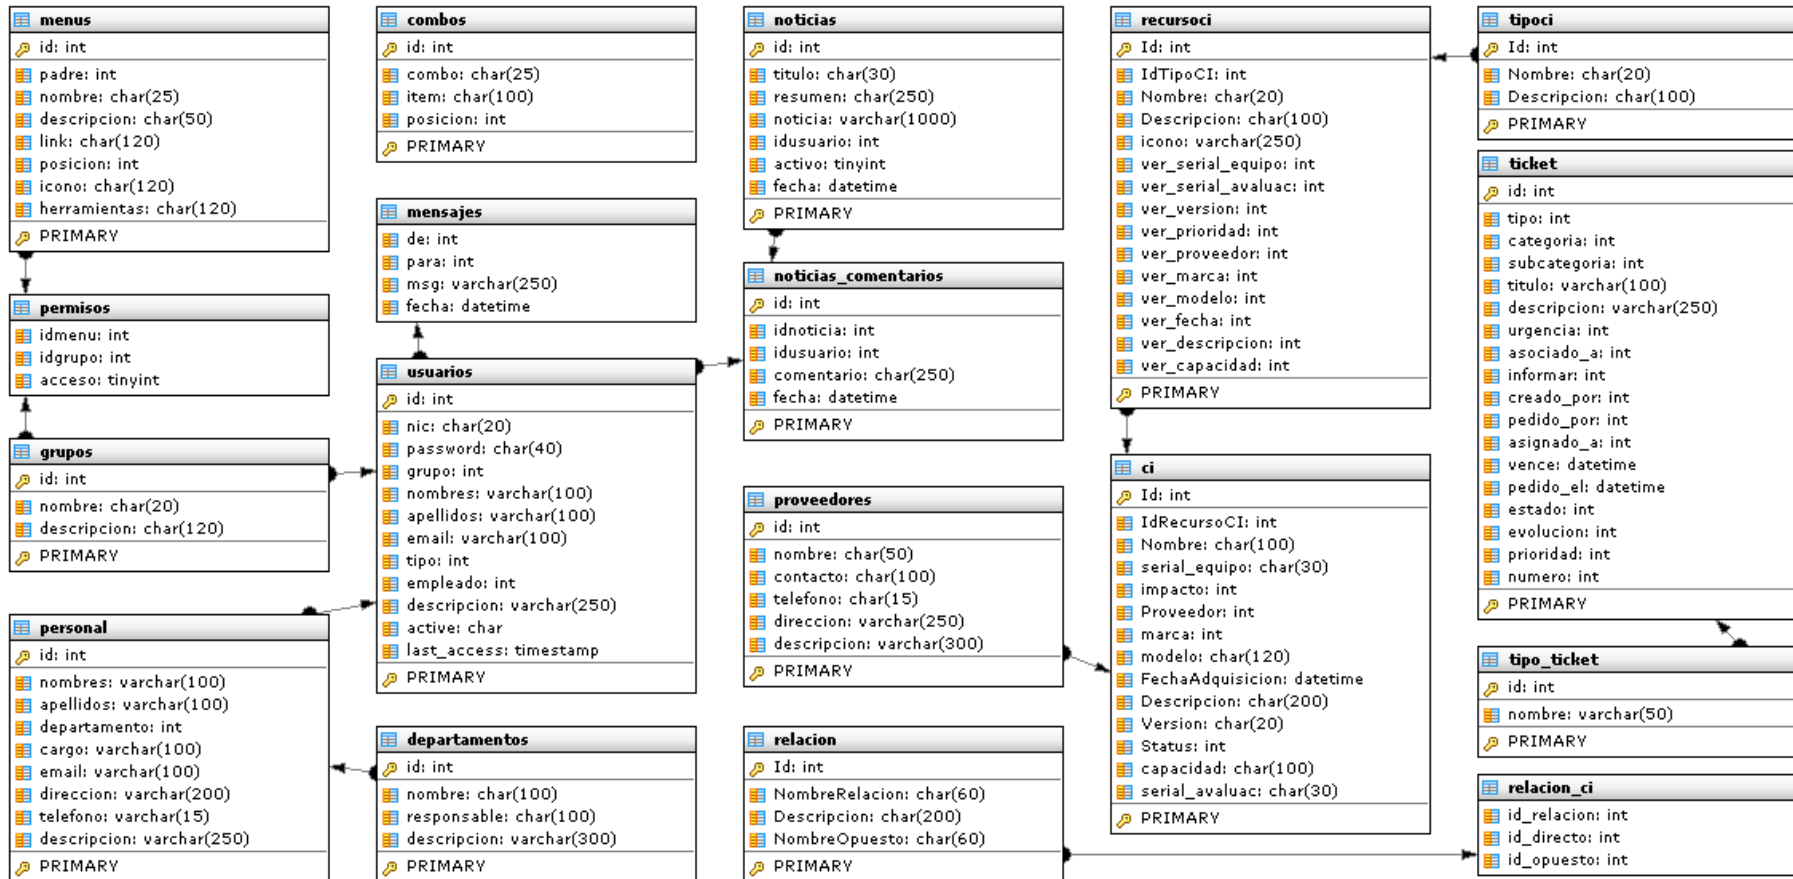 menus
id: int
padre: int
nombre: char(25)
descripcion: char(50)
link: char(120)
posicion: int
icono: char(120)
herramientas: char(120)
PRIMARY
permisos
idmenu: int
idgrupo: int
acceso: tinyint
grupos
id: int
nombre: char(20)
descripcion: char(120)
PRIMARY
personal
id: int
nombres: varchar(100)
apellidos: varchar(100)
departamento: int
cargo: varchar(100)
email: varchar(100)
direccion: varchar(200)
telefono: varchar(15)
descripcion: varchar(250)
PRIMARY
combos
id: int
combo: char(25)
item: char(100)
posicion: int
PRIMARY
mensajes
de: int
para: int
msg: varchar(250)
fecha: datetime
usuarios
id: int
nic: char(20)
password: char(40)
grupo: int
nombres: varchar(100)
apellidos: varchar(100)
email: varchar(100)
tipo: int
empleado: int
descripcion: varchar(250)
active: char
last_access: timestamp
PRIMARY
departamentos
id: int
nombre: char(100)
responsable: char(100)
descripcion: varchar(300)
PRIMARY
noticias
id: int
titulo: char(30)
resumen: char(250)
noticia: varchar(1000)
idusuario: int
activo: tinyint
fecha: datetime
PRIMARY
noticias_comentarios
id: int
idnoticia: int
idusuario: int
comentario: char(250)
fecha: datetime
PRIMARY
proveedores
id: int
nombre: char(50)
contacto: char(100)
telefono: char(15)
direccion: varchar(250)
descripcion: varchar(300)
PRIMARY
relacion
Id: int
NombreRelacion: char(60)
Descripcion: char(200)
NombreOpuesto: char(60)
PRIMARY
recursoci
Id: int
IdTipoCI: int
Nombre: char(20)
Descripcion: char(100)
icono: varchar(250)
ver_serial_equipo: int
ver_serial_avaluac: int
ver_version: int
ver_prioridad: int
ver_proveedor: int
ver_marca: int
ver_modelo: int
ver_fecha: int
ver_descripcion: int
ver_capacidad: int
PRIMARY
ci
Id: int
IdRecursoCI: int
Nombre: char(100)
serial_equipo: char(30)
impacto: int
Proveedor: int
marca: int
modelo: char(120)
FechaAdquisicion: datetime
Descripcion: char(200)
Version: char(20)
Status: int
capacidad: char(100)
serial_avaluac: char(30)
PRIMARY
tipoci
Id: int
Nombre: char(20)
Descripcion: char(100)
PRIMARY
ticket
id: int
tipo: int
categoria: int
subcategoria: int
titulo: varchar(100)
descripcion: varchar(250)
urgencia: int
asociado_a: int
informar: int
creado_por: int
pedido_por: int
asignado_a: int
vence: datetime
pedido_el: datetime
estado: int
evolucion: int
prioridad: int
numero: int
PRIMARY
tipo_ticket
id: int
nombre: varchar(50)
PRIMARY
relacion_ci
id_relacion: int
id_directo: int
id_opuesto: int